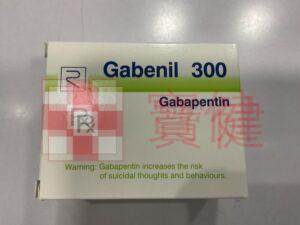 Gabenil 300
Gabapentin
寶健
Rx
Warning: Gabapentin increases the risk
of suicidal thoughts and behaviours.